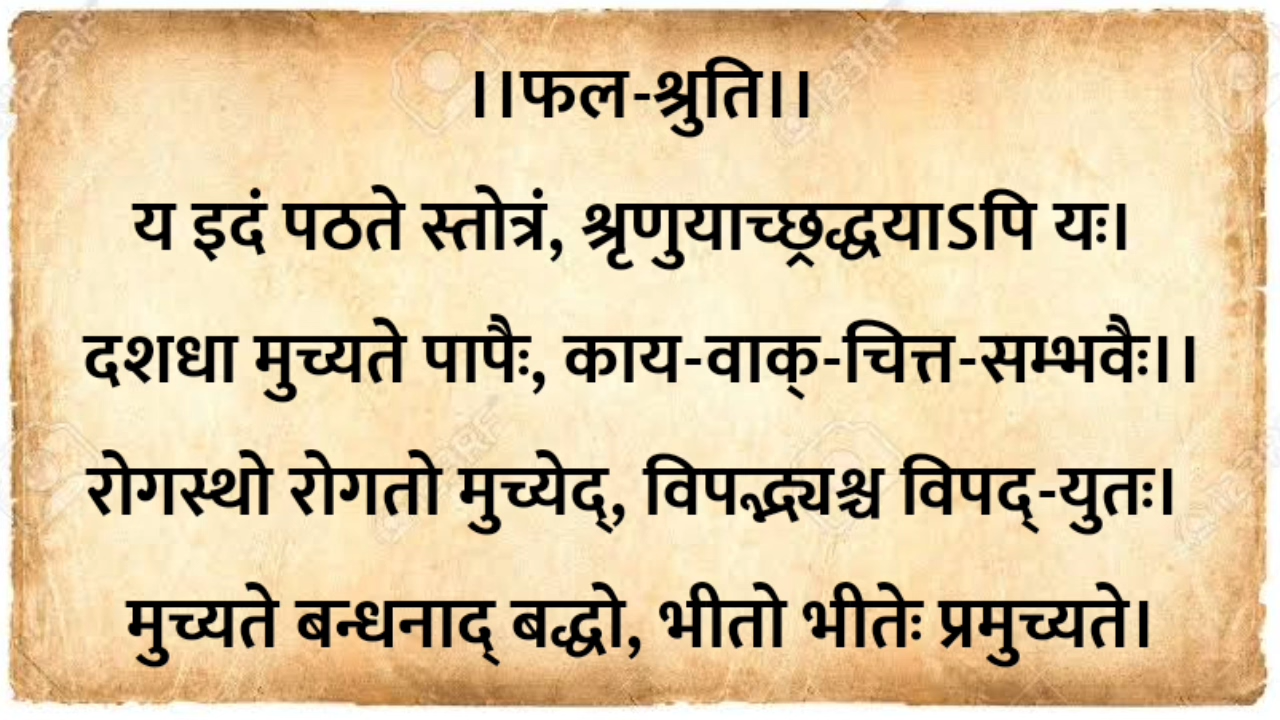 ।।फल-श्रुति।।
य इदं पठते स्तोत्रं, श्रृणुयाच्छ्रद्धयाऽपि यः।
दशधा मुच्यते पापैः, काय-वाक्-चित्त-सम्भवैः।।
रोगस्थो रोगतो मुच्येद्, विपद्भ्यश्च विपद्-युतः।
मुच्यते बन्धनाद् बद्धो, भीतो भीतेः प्रमुच्यते।